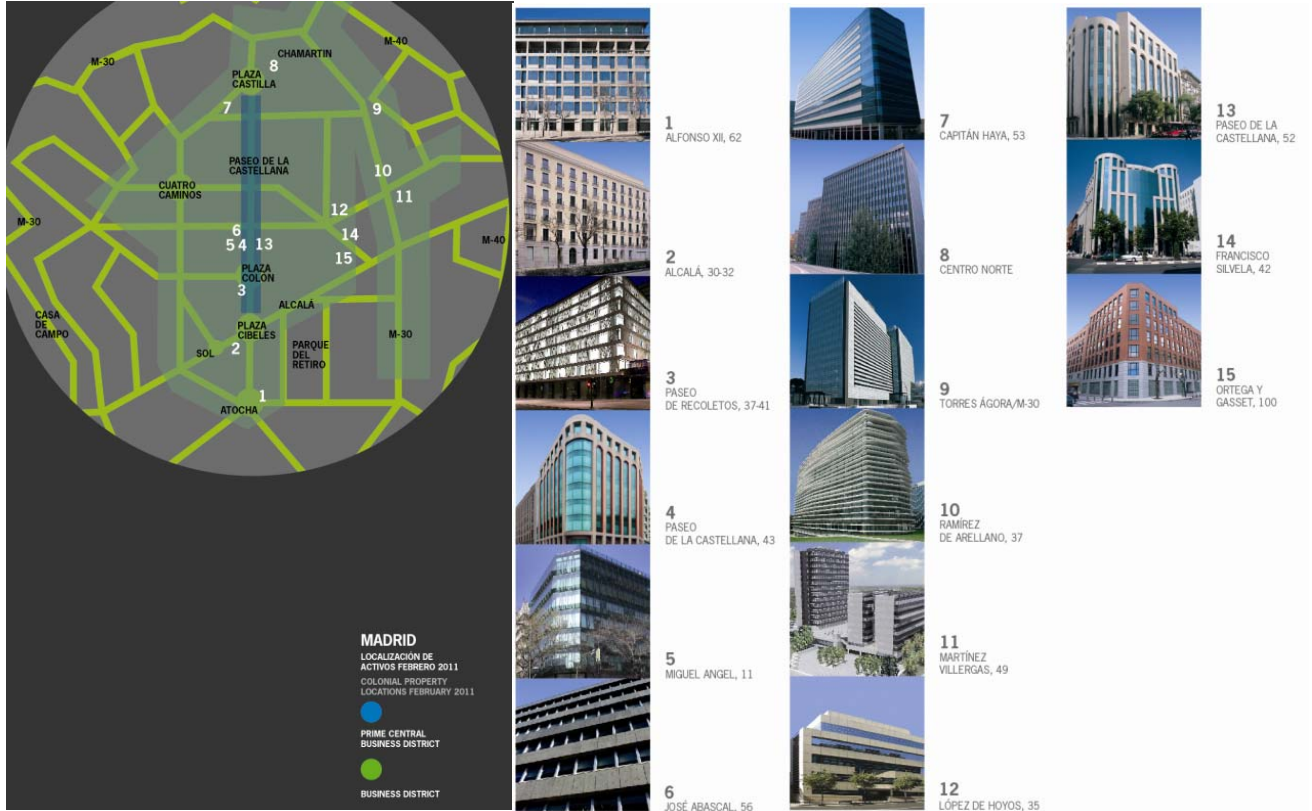 M-30
CHAMARTIN
M-40
8
PLAZA
CASTILLA
7
9
PASEO DE LA
CASTELLANA
10
CUATRO
CAMINOS
11
12
M-30
6
14
M-40
5 4 13
15
PLAZA
COLÓN
3
ALCALÁ
CASA
DE
CAMPO
PLAZA
CIBELES
M-30
2
SOL
PARQUE
DEL
RETIRO
1
ATOCHA
MADRID
LOCALIZACIÓN DE
ACTIVOS FEBRERO 2011
COLONIAL PROPERTY
LOCATIONS FEBRUARY 2011
PRIME CENTRAL
BUSINESS DISTRICT
BUSINESS DISTRICT
1
ALFONSO XII, 62
2
ALCALÁ, 30-32
3
PASEO
DE RECOLETOS, 37-41
4
PASEO
DE LA CASTELLANA, 43
5
MIGUEL ANGEL, 11
6
JOSÉ ABASCAL, 56
7
CAPITÁN HAYA, 53
8
CENTRO NORTE
9
TORRES ÁGORA/M-30
10
RAMÍREZ
DE ARELLANO, 37
11
MARTÍNEZ
VILLERGAS, 49
12
LÓPEZ DE HOYOS, 35
13
PASEO DE LA
CASTELLANA, 52
14
FRANCISCO
SILVELA, 42
15
ORTEGA Y
GASSET, 100